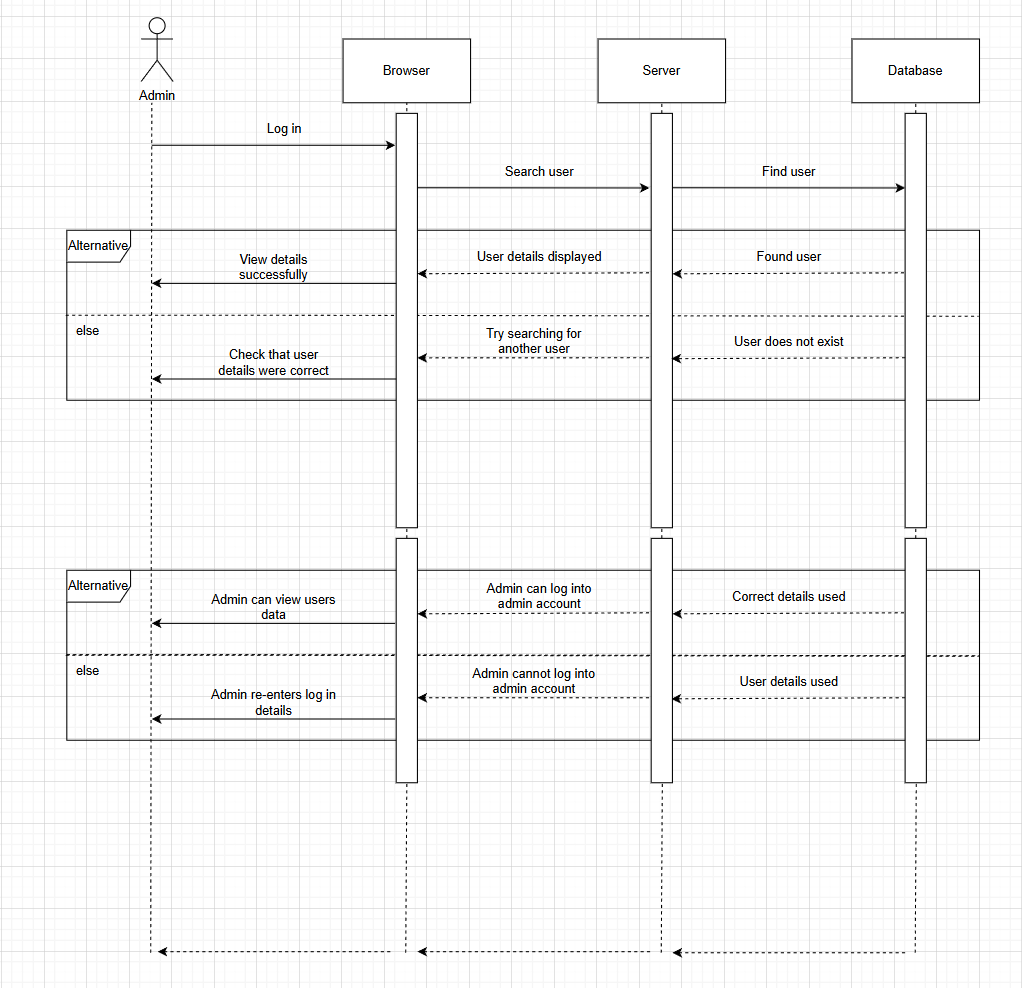 Admin
Browser
Server
Database
Log in
Search user
Find user
Alternative
View details
successfully
User details displayed
Found user
else
Check that user
details were correct
Try searching for
another user
User does not exist
Alternative
Admin can view users
data
Admin can log into
admin account
Correct details used
else
Admin re-enters log in
details
Admin cannot log into
admin account
User details used